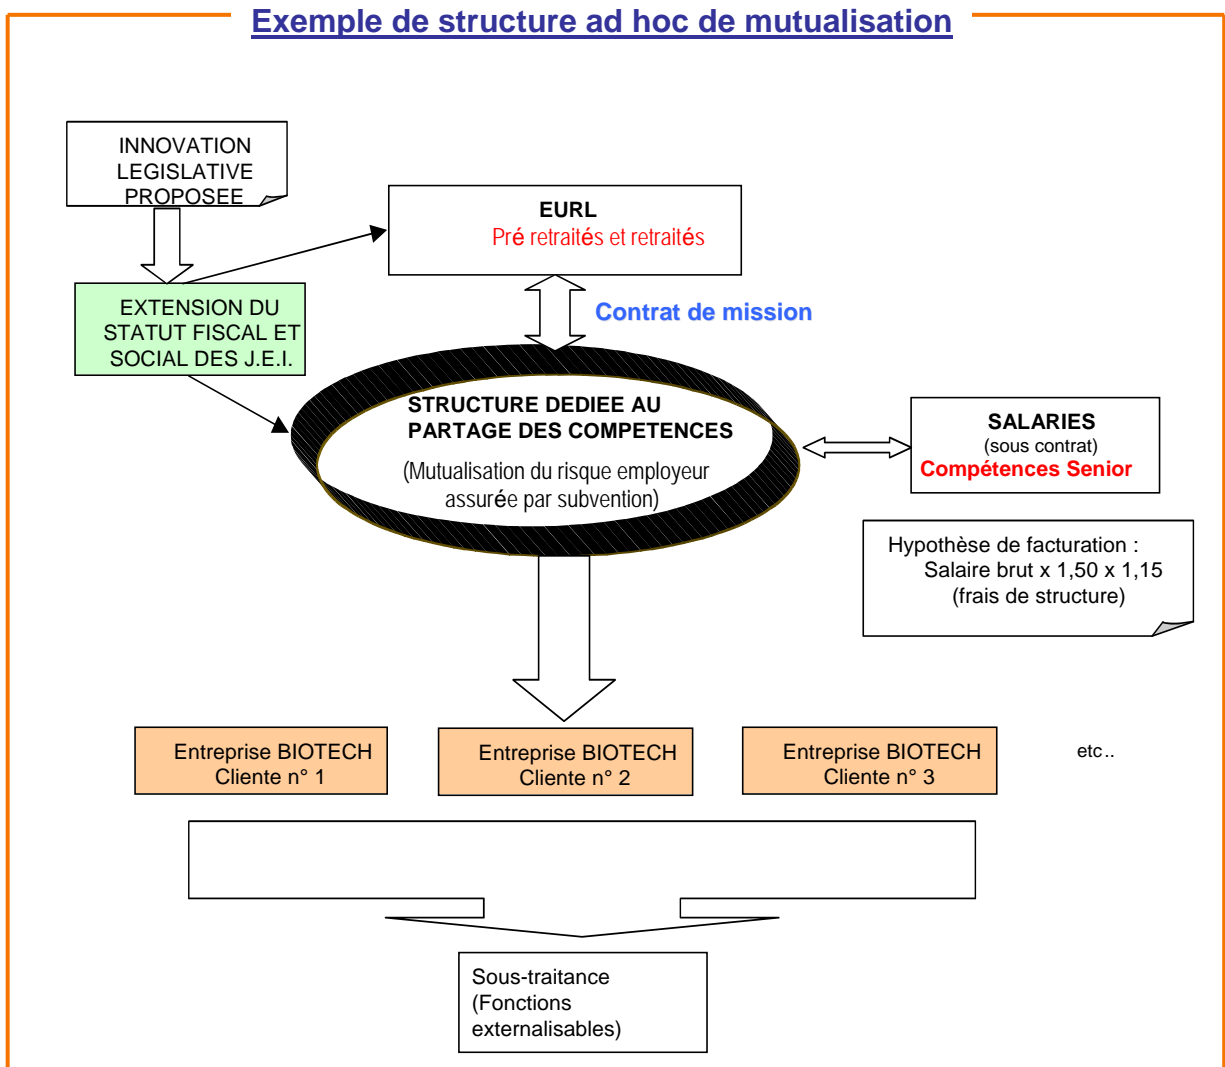 Exemple de structure ad hoc de mutualisation
INNOVATION
LEGISLATIVE
PROPOSEE
EURL
Pré retraités et retraités
Contrat de mission
EXTENSION DU
STATUT FISCAL ET
SOCIAL DES J.E.I.
STRUCTURE DEDIEE AU
PARTAGE DES COMPETENCES
(Mutualisation du risque employeur
assurée par subvention)
SALARIES
(sous contrat)
Compétences Senior
Hypothèse de facturation :
Salaire brut x 1,50 x 1,15
(frais de structure)
Entreprise BIOTECH
Cliente n° 1
Entreprise BIOTECH
Cliente n° 2
Entreprise BIOTECH
Cliente n° 3
etc..
Sous-traitance
(Fonctions
externalisables)